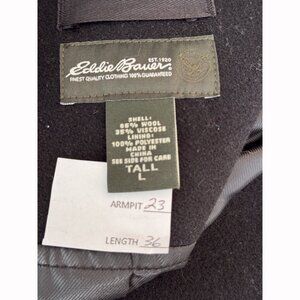 EST. 1920
Eddie Bauer
FINEST QUALITY CLOTHING 100% GUARANTEED
SHELL:
65% WOOL
35% VISCOSE
LINING:
100% POLYESTER
MADE IN
CHINA
SEE SIDE FOR CARE
TALL
L
ARMPIT 23
LENGTH 36